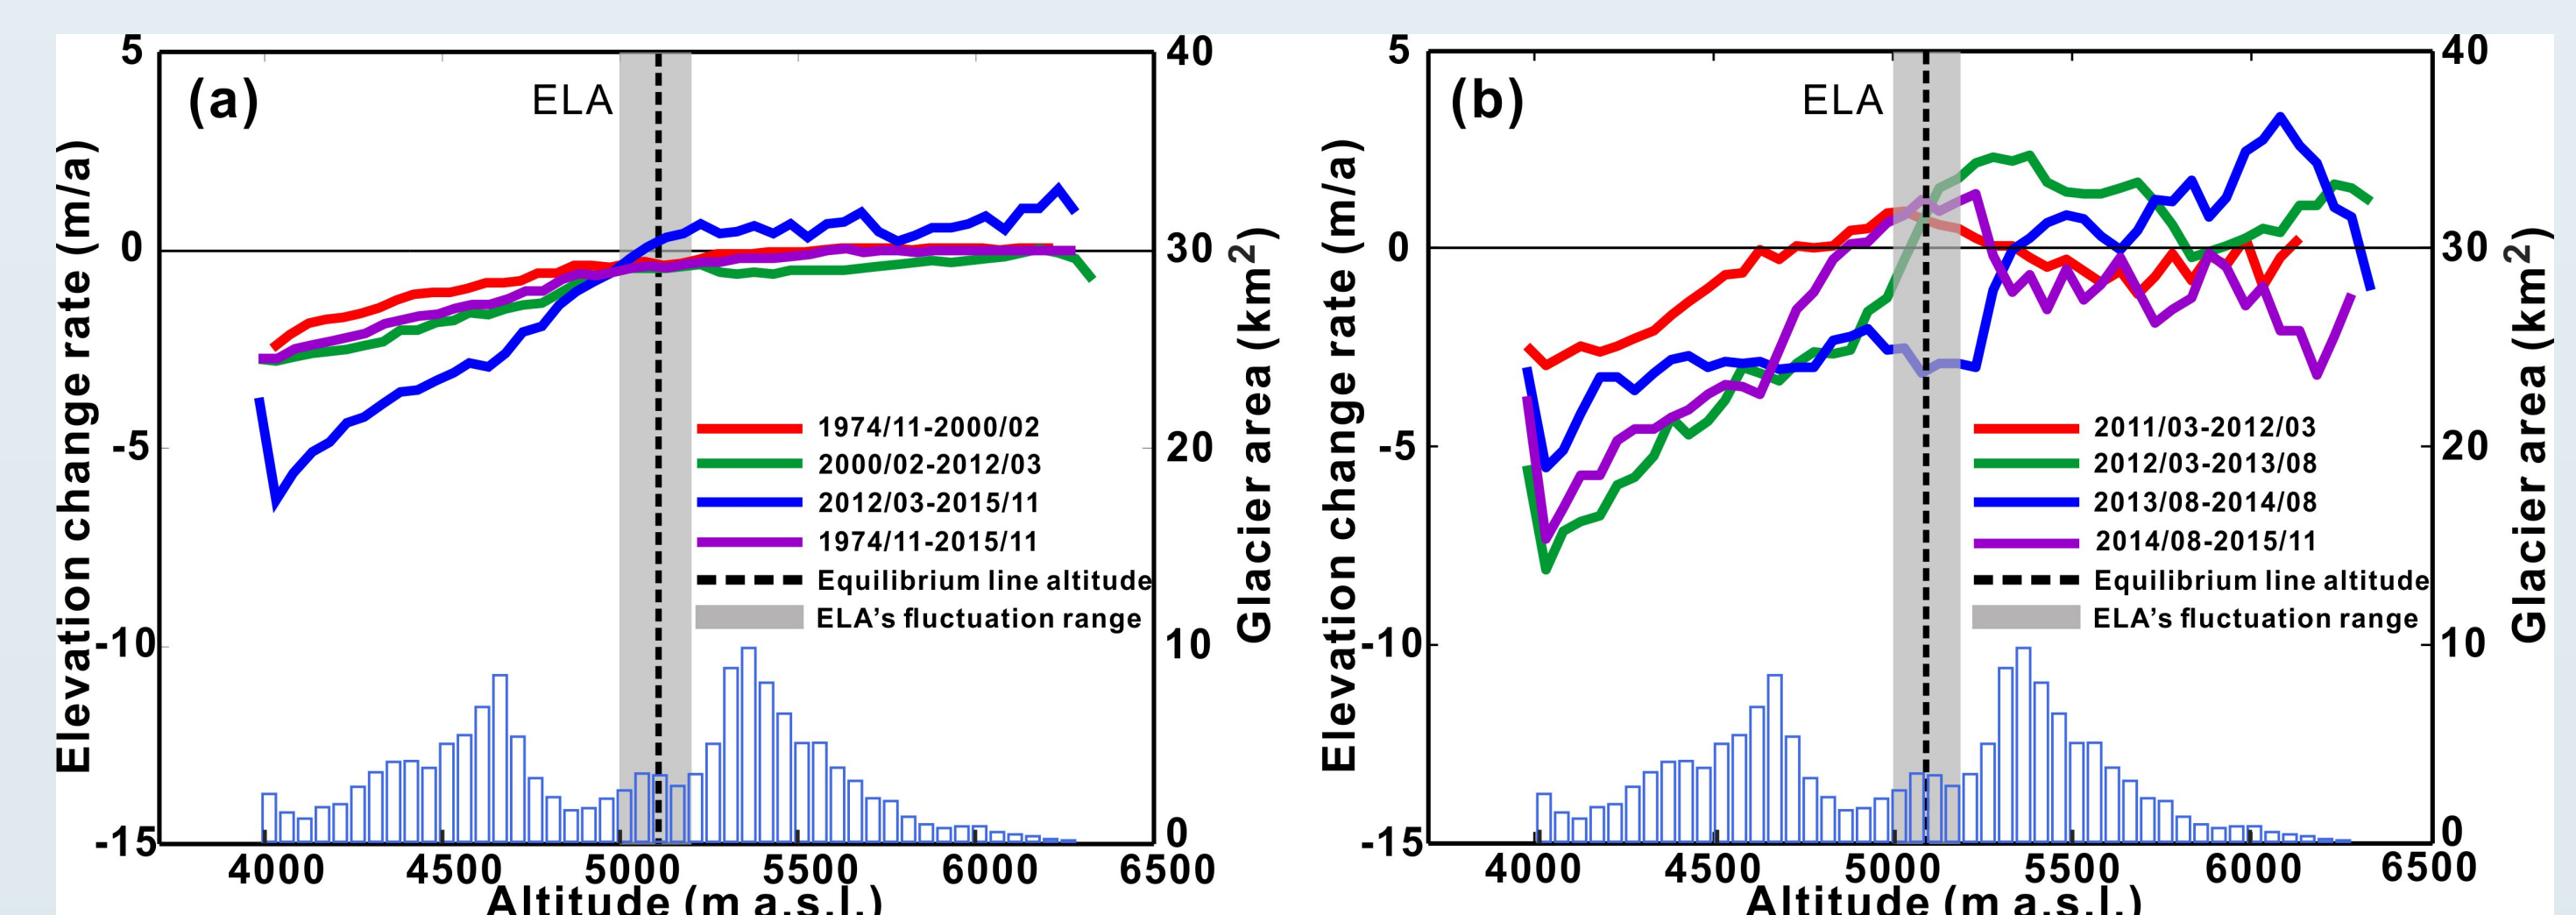 (a)
ELA
5
0
-5
-10
-15
Elevation change rate (m/a)
40
30
20
10
0
Glacier area (km²)
1974/11-2000/02
2000/02-2012/03
2012/03-2015/11
1974/11-2015/11
Equilibrium line altitude
ELA's fluctuation range
4000 4500 5000 5500 6000 6500
Altitude (m a.s.l.)
(b)
ELA
5
0
-5
-10
-15
Elevation change rate (m/a)
40
30
20
10
0
Glacier area (km²)
2011/03-2012/03
2012/03-2013/08
2013/08-2014/08
2014/08-2015/11
Equilibrium line altitude
ELA's fluctuation range
4000 4500 5000 5500 6000 6500
Altitude (m a.s.l.)